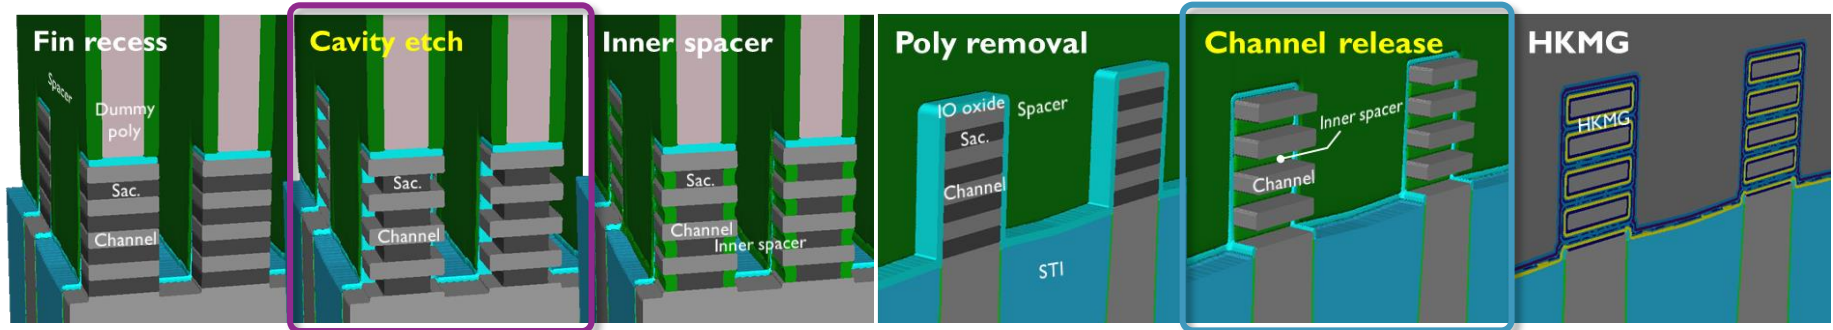 Fin recess
Spacer
Dummy
poly
Sac.
Channel
Cavity etch
Sac.
Channel
Inner spacer
Sac.
Channel
Inner spacer
Poly removal
IO oxide
Spacer
Sac.
Channel
STI
Channel release
Inner spacer
Channel
HKMG
HKMG